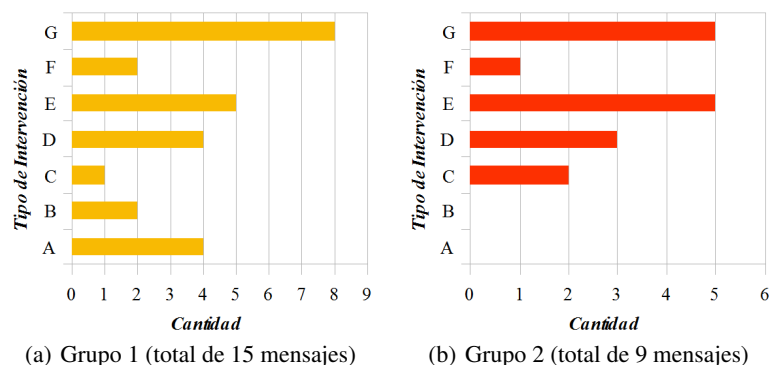 Tipo de Intervención
G
F
E
D
C
B
A
0 1 2 3 4 5 6 7 8 9
Cantidad
(a) Grupo 1 (total de 15 mensajes)
Tipo de Intervención
G
F
E
D
C
B
A
0 1 2 3 4 5 6
Cantidad
(b) Grupo 2 (total de 9 mensajes)